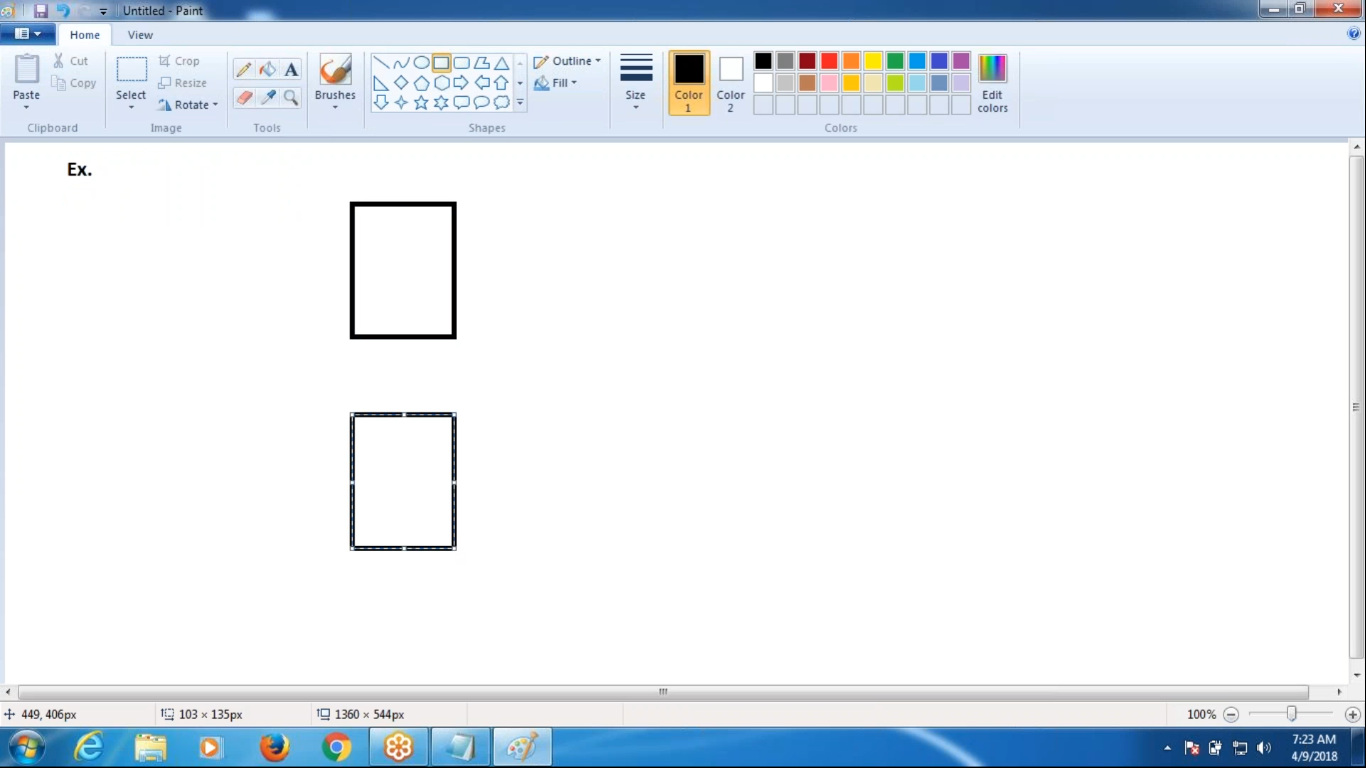 Untitled - Paint
Home View
Paste
Cut
Copy
Clipboard
Select
Crop
Resize
Rotate
Image
Tools
Brushes
Outline
Fill
Shapes
Size
Color 1
Color 2
Edit colors
Colors
Ex.
449, 406px
103 × 135px
1360 × 544px
100%
7:23 AM
4/9/2018